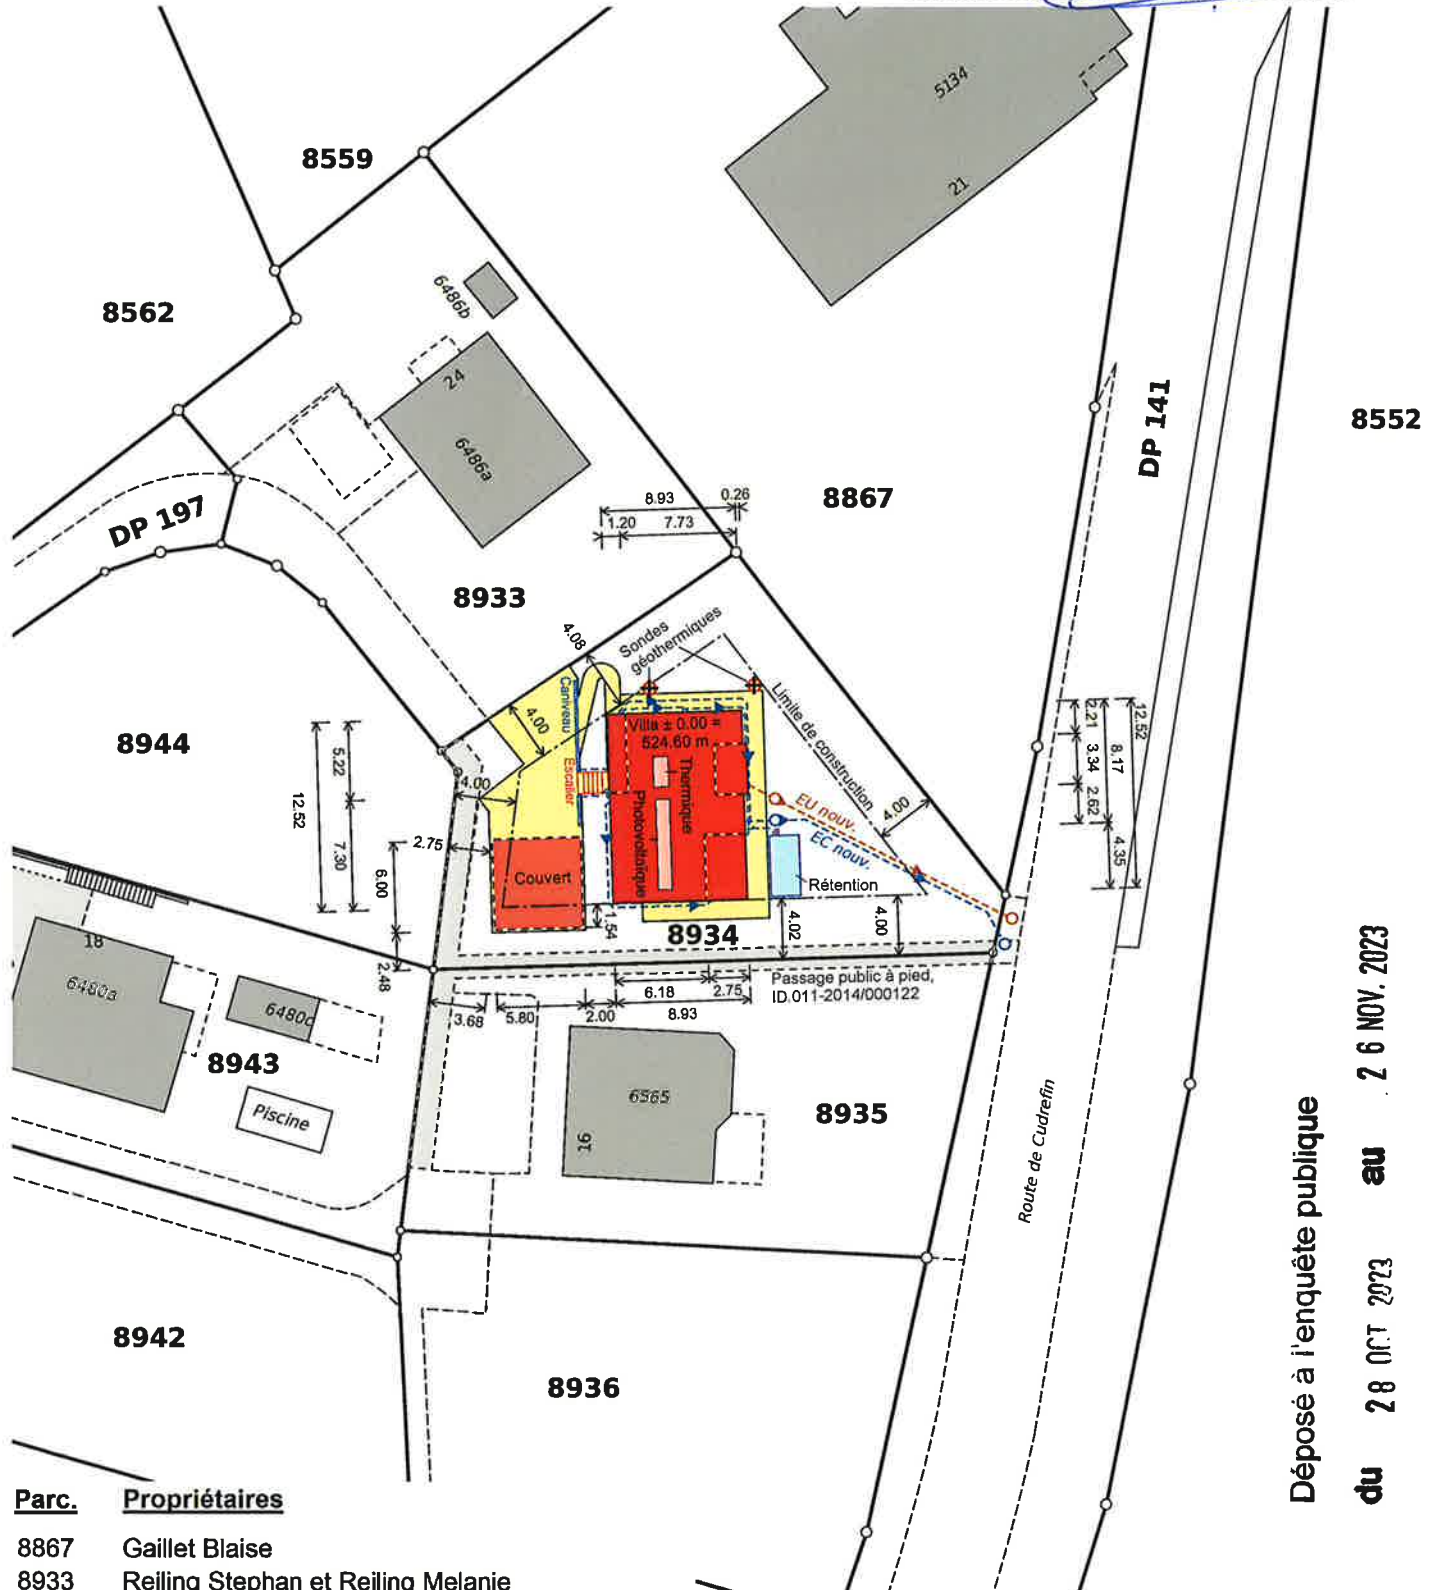 5134
21
8559
8562
6486b
24
6486a
DP 141
8552
8867
DP 197
8.93
0.26
1.20
7.73
8933
4.08
Sondes
géothermiques
Caniveau
4.00
Villa ± 0.00 =
524.60 m
Limite de construction
8944
5.22
12.52
7.30
4.00
Escalier
Thermique
Photovoltaïque
EU nouv.
EC nouv.
4.00
2.21
3.34
2.62
8.17
4.35
12.52
2.75
6.00
Couvert
Rétention
1.54
8934
4.02
4.00
2.48
18
6480a
6480c
8943
Piscine
3.68
5.80
2.00
6.18
2.75
8.93
Passage public à pied,
ID.011-2014/000122
6565
16
8935
Route de Cudrefin
8942
8936
Déposé à l'enquête publique
du 28 OCT 2023 au 26 NOV. 2023
Parc. Propriétaires
8867 Gaillet Blaise
8933 Reiling Stephan et Reiling Melanie